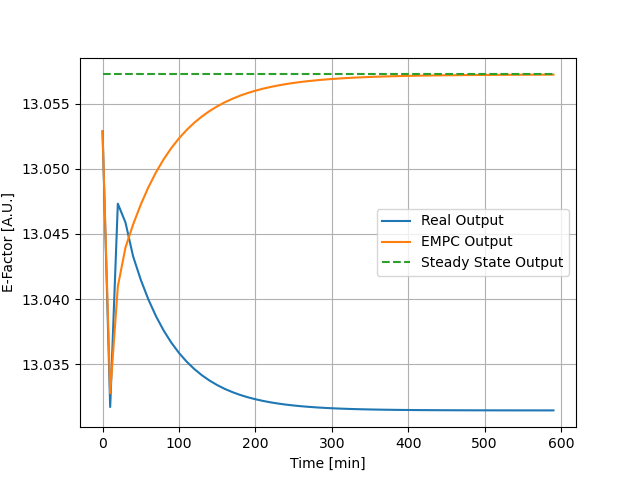 13.055
13.050
13.045
13.040
13.035
E-Factor [A.U.]
Real Output
EMPC Output
Steady State Output
0
100
200
300
400
500
600
Time [min]